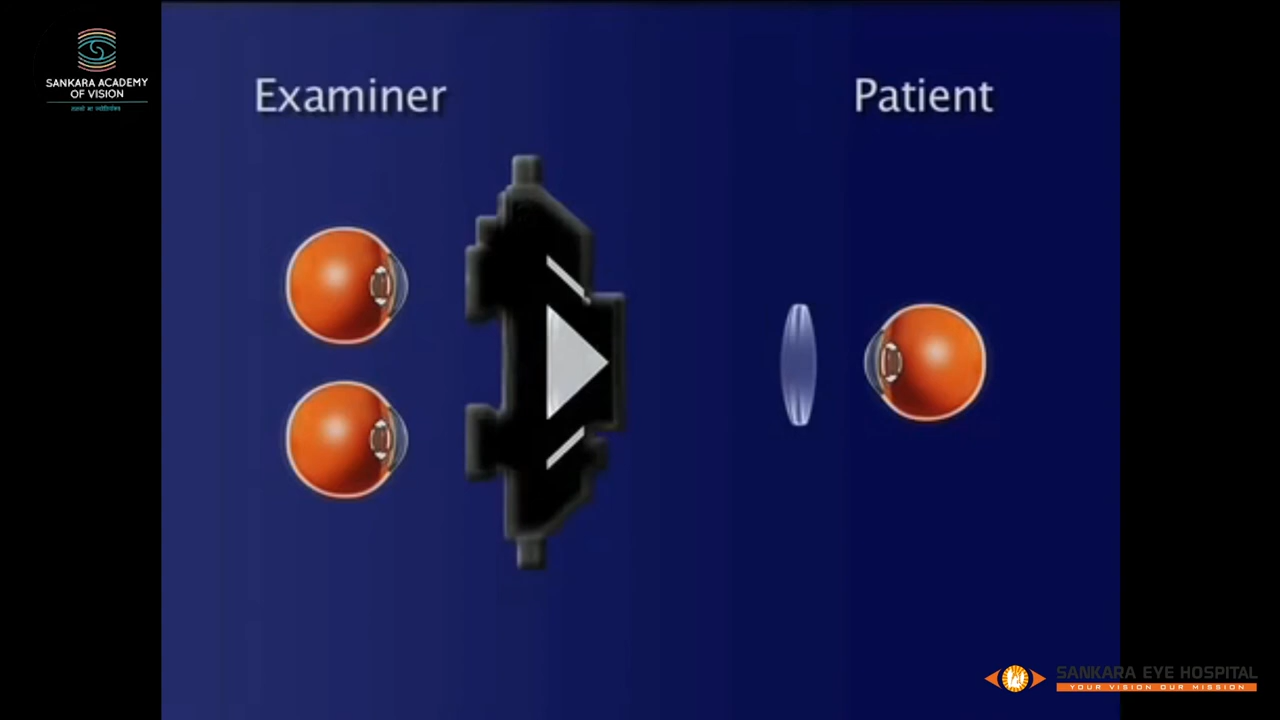 SANKARA ACADEMY
OF VISION
Examiner
Patient
SANKARA EYE HOSPITAL
YOUR VISION OUR MISSION